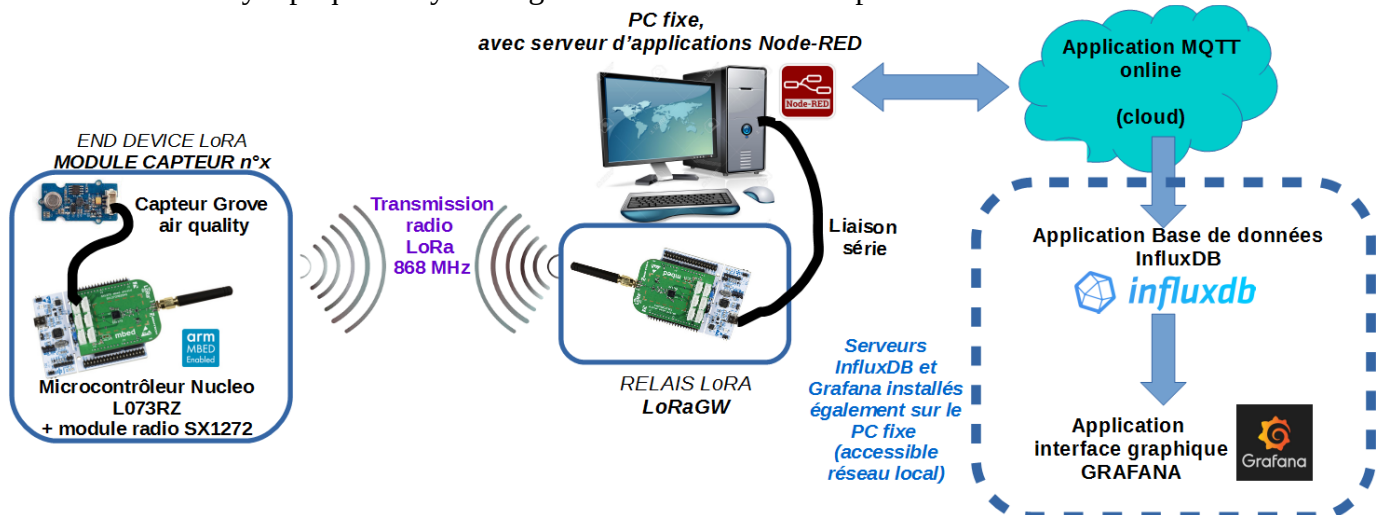 PC fixe,
avec serveur d’applications Node-RED
Node-RED
Application MQTT
online
(cloud)
END DEVICE LoRA
MODULE CAPTEUR n°x
Capteur Grove
air quality
mbed
arm
MBED
Enabled
Microcontrôleur Nucleo
L073RZ
+ module radio SX1272
Transmission
radio
LoRa
868 MHz
mbed
Liaison
série
RELAIS LoRA
LoRaGW
Serveurs
InfluxDB et
Grafana installés
également sur le
PC fixe
(accessible
réseau local)
Application Base de données
InfluxDB
influxdb
Application
interface graphique
GRAFANA
Grafana